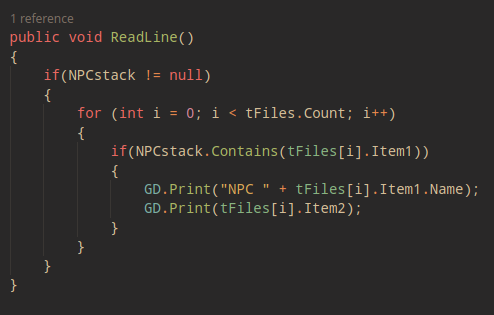 1 reference
public void ReadLine()
{
    if(NPCstack != null)
    {
        for (int i = 0; i < tFiles.Count; i++)
        {
            if(NPCstack.Contains(tFiles[i].Item1))
            {
                GD.Print("NPC " + tFiles[i].Item1.Name);
                GD.Print(tFiles[i].Item2);
            }
        }
    }
}